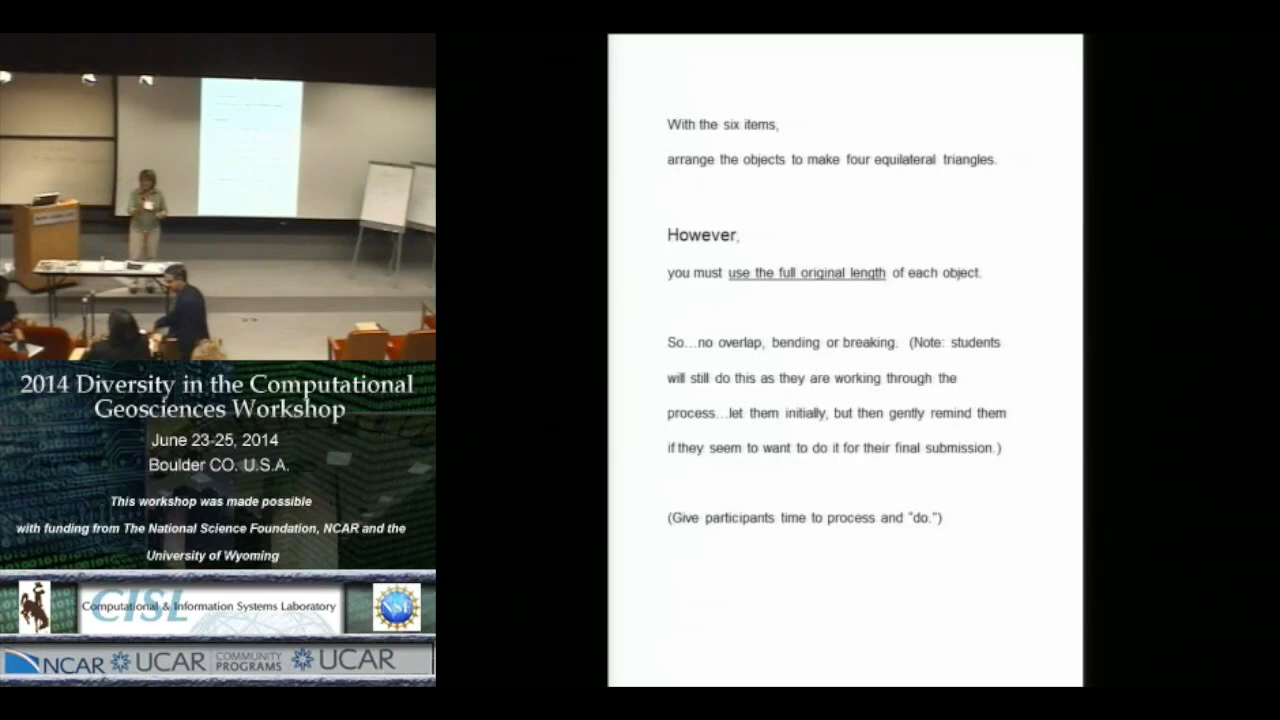 With the six items,
arrange the objects to make four equilateral triangles.
However,
you must use the full original length of each object.
So...no overlap, bending or breaking. (Note: students
will still do this as they are working through the
process...let them initially, but then gently remind them
if they seem to want to do it for their final submission.)
(Give participants time to process and "do.")
2014 Diversity in the Computational
Geosciences Workshop
June 23-25, 2014
Boulder CO. U.S.A.
This workshop was made possible
with funding from The National Science Foundation, NCAR and the
University of Wyoming
CISL
Computational & Information Systems Laboratory
NSF
NCAR UCAR COMMUNITY PROGRAMS UCAR